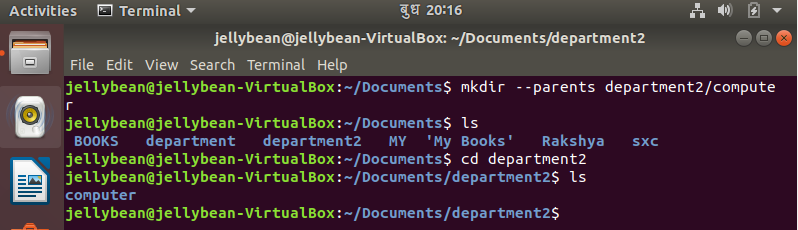 Activities Terminal बुध 20:16
jellybean@jellybean-VirtualBox: ~/Documents/department2
File Edit View Search Terminal Help
jellybean@jellybean-VirtualBox:~/Documents$ mkdir --parents department2/compute
r
jellybean@jellybean-VirtualBox:~/Documents$ ls
BOOKS department department2 MY 'My Books' Rakshya sxc
jellybean@jellybean-VirtualBox:~/Documents$ cd department2
jellybean@jellybean-VirtualBox:~/Documents/department2$ ls
computer
jellybean@jellybean-VirtualBox:~/Documents/department2$